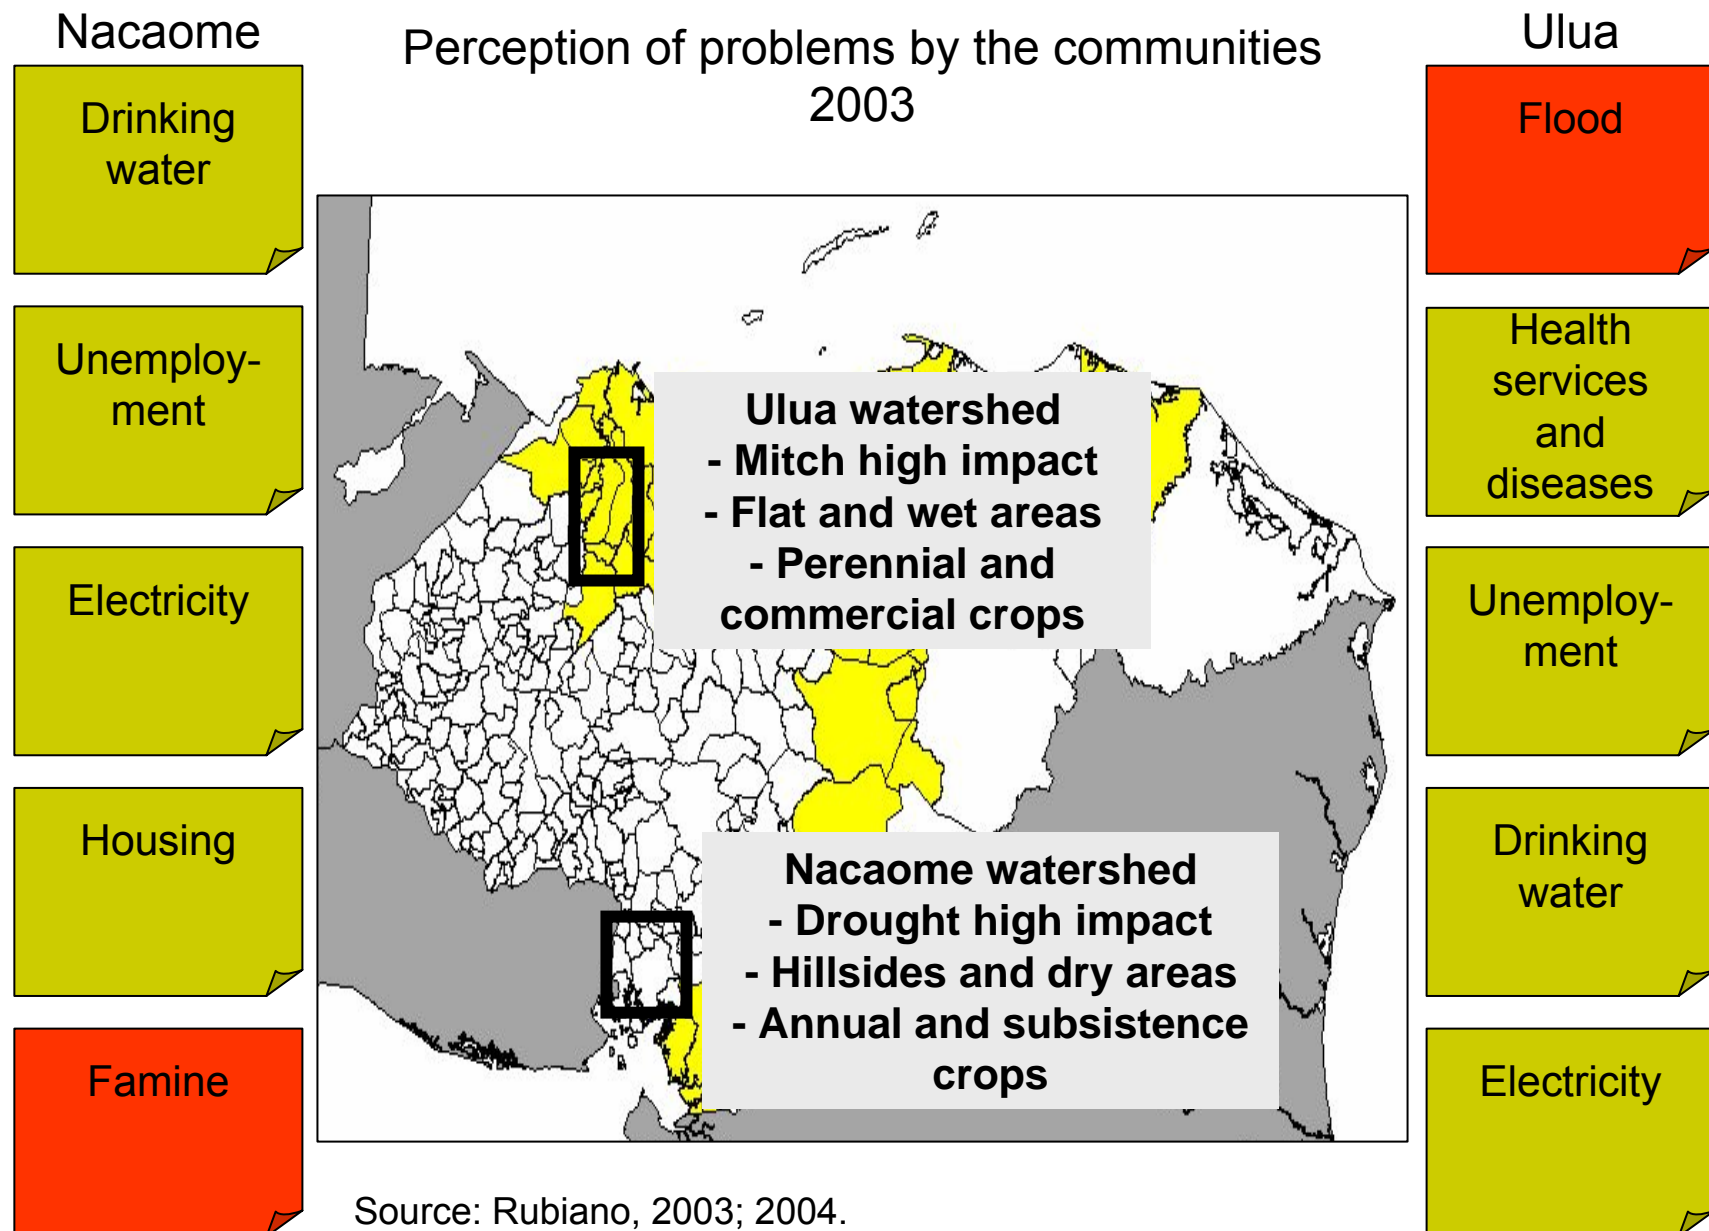 Nacaome
Drinking
water
Unemploy-
ment
Electricity
Housing
Famine
Perception of problems by the communities
2003
Ulua watershed
- Mitch high impact
- Flat and wet areas
- Perennial and
commercial crops
Nacaome watershed
- Drought high impact
- Hillsides and dry areas
- Annual and subsistence
crops
Source: Rubiano, 2003; 2004.
Ulua
Flood
Health
services
and
diseases
Unemploy-
ment
Drinking
water
Electricity